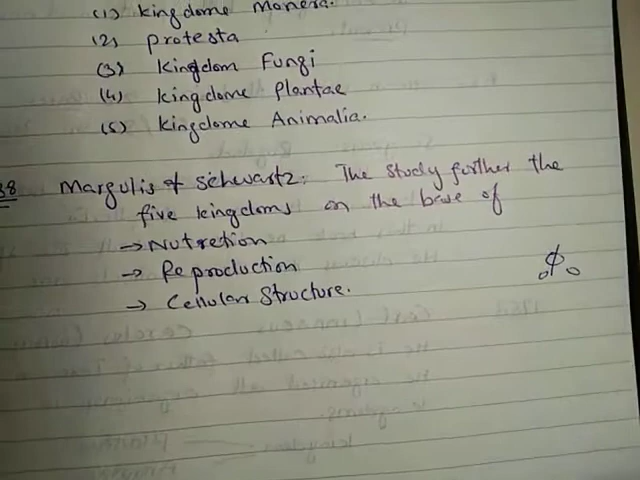 (1) kingdome Monera.
(2) protesta
(3) kingdom Fungi
(4) kingdome plantae
(5) kingdome Animalia.
38 Margulis & Schwartz: The study further the
five kingdoms on the base of
→ Nutretion
→ Reproduction
→ Cellular Structure.